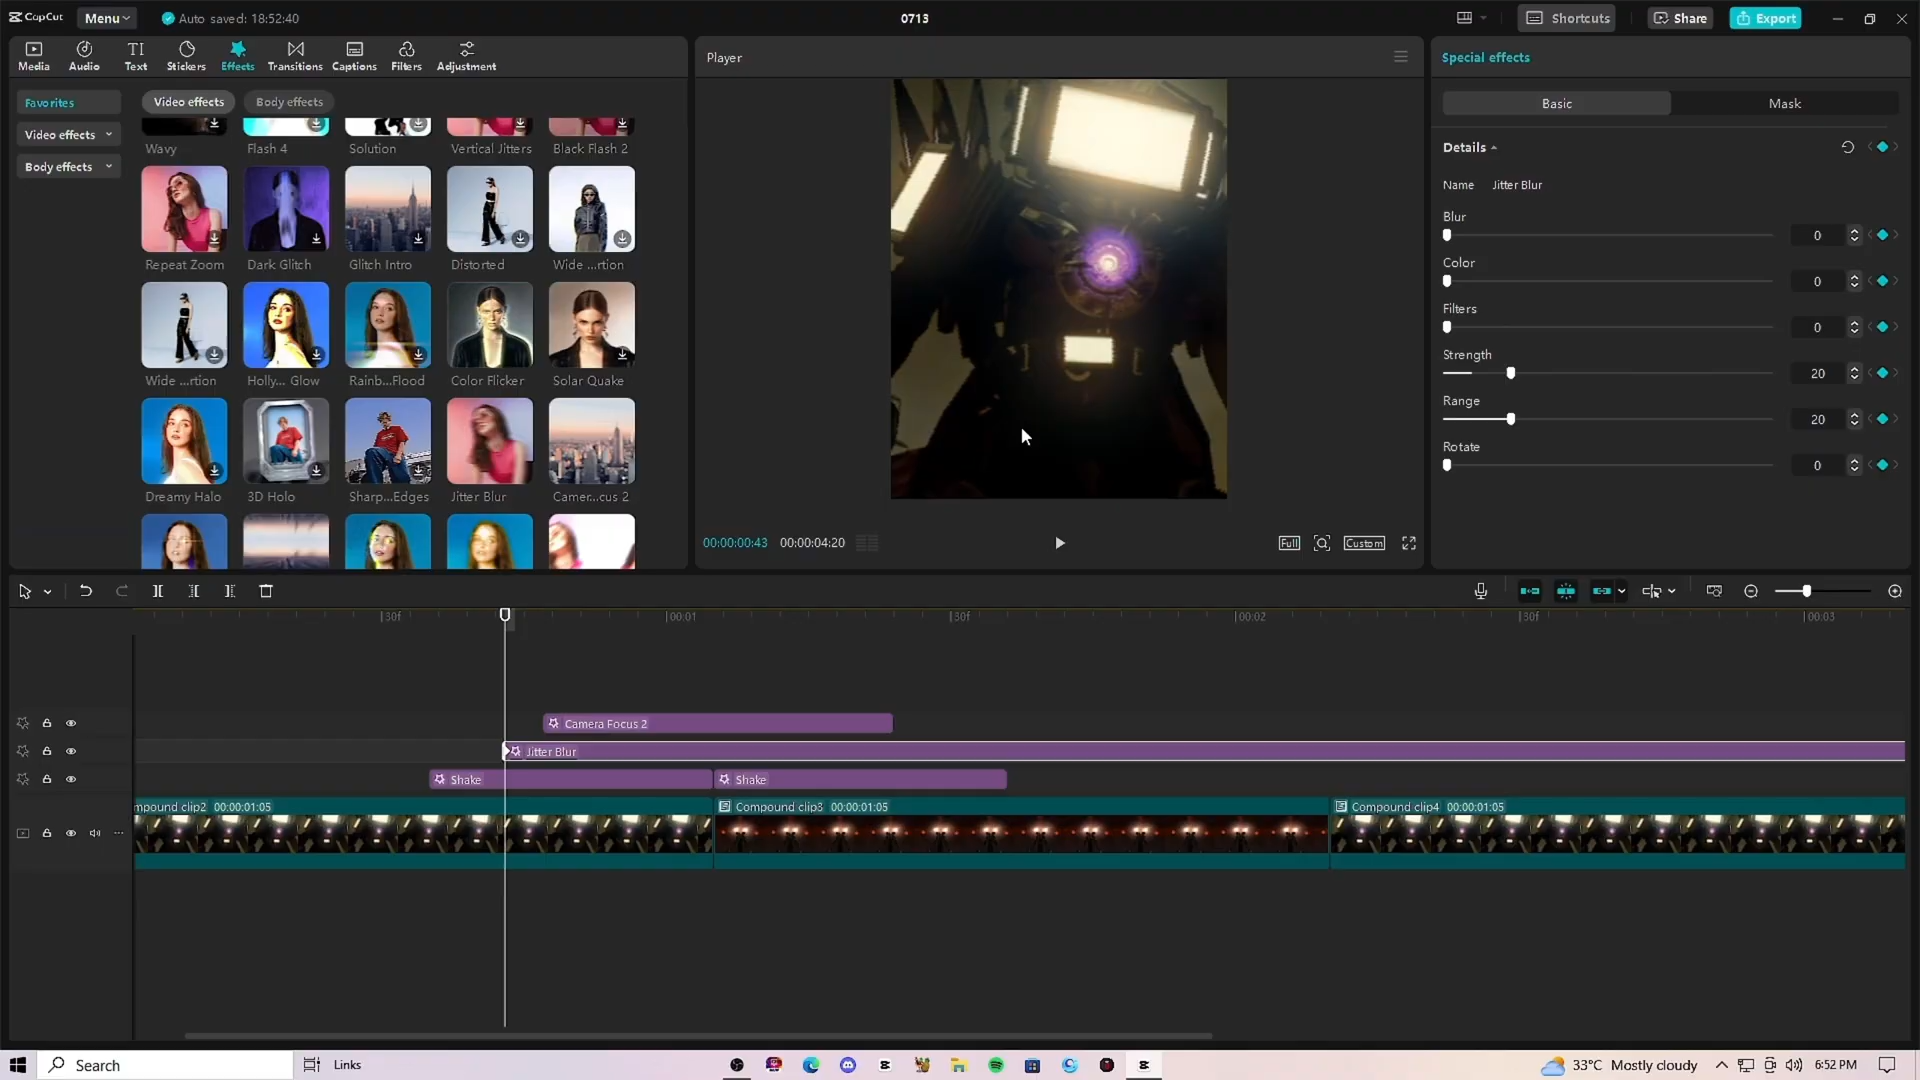 CapCut
Menu
Auto saved: 18:52:40
0713
Shortcuts
Share
Export
Media
Audio
Text
Stickers
Effects
Transitions
Captions
Filters
Adjustment
Favorites
Video effects
Body effects
Video effects
Body effects
Wavy
Flash 4
Solution
Vertical Jitters
Black Flash 2
Repeat Zoom
Dark Glitch
Glitch Intro
Distorted
Wide ...rtion
Wide ...rtion
Holly... Glow
Rainb...Flood
Color Flicker
Solar Quake
Dreamy Halo
3D Holo
Sharp...Edges
Jitter Blur
Camer...cus 2
Player
00:00:00:43
00:00:04:20
Full
Custom
Special effects
Basic
Mask
Details
Name Jitter Blur
Blur
0
Color
0
Filters
0
Strength
20
Range
20
Rotate
0
30f
00:01
30f
00:02
30f
00:03
Camera Focus 2
Jitter Blur
Shake
Shake
mpound clip2 00:00:01:05
Compound clip3 00:00:01:05
Compound clip4 00:00:01:05
Search
Links
33°C Mostly cloudy
6:52 PM